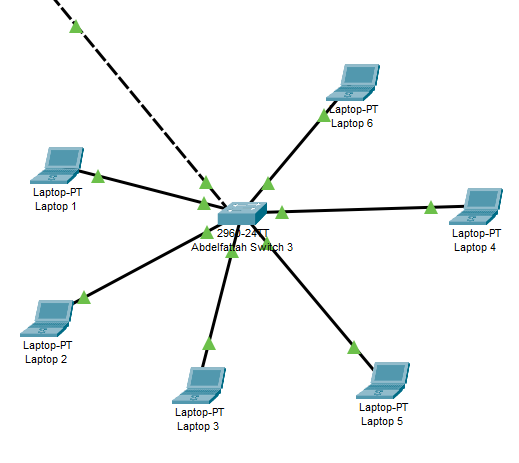 Laptop-PT
Laptop 6
Laptop-PT
Laptop 1
2960-24TT
Abdelfattah Switch 3
Laptop-PT
Laptop 4
Laptop-PT
Laptop 2
Laptop-PT
Laptop 3
Laptop-PT
Laptop 5